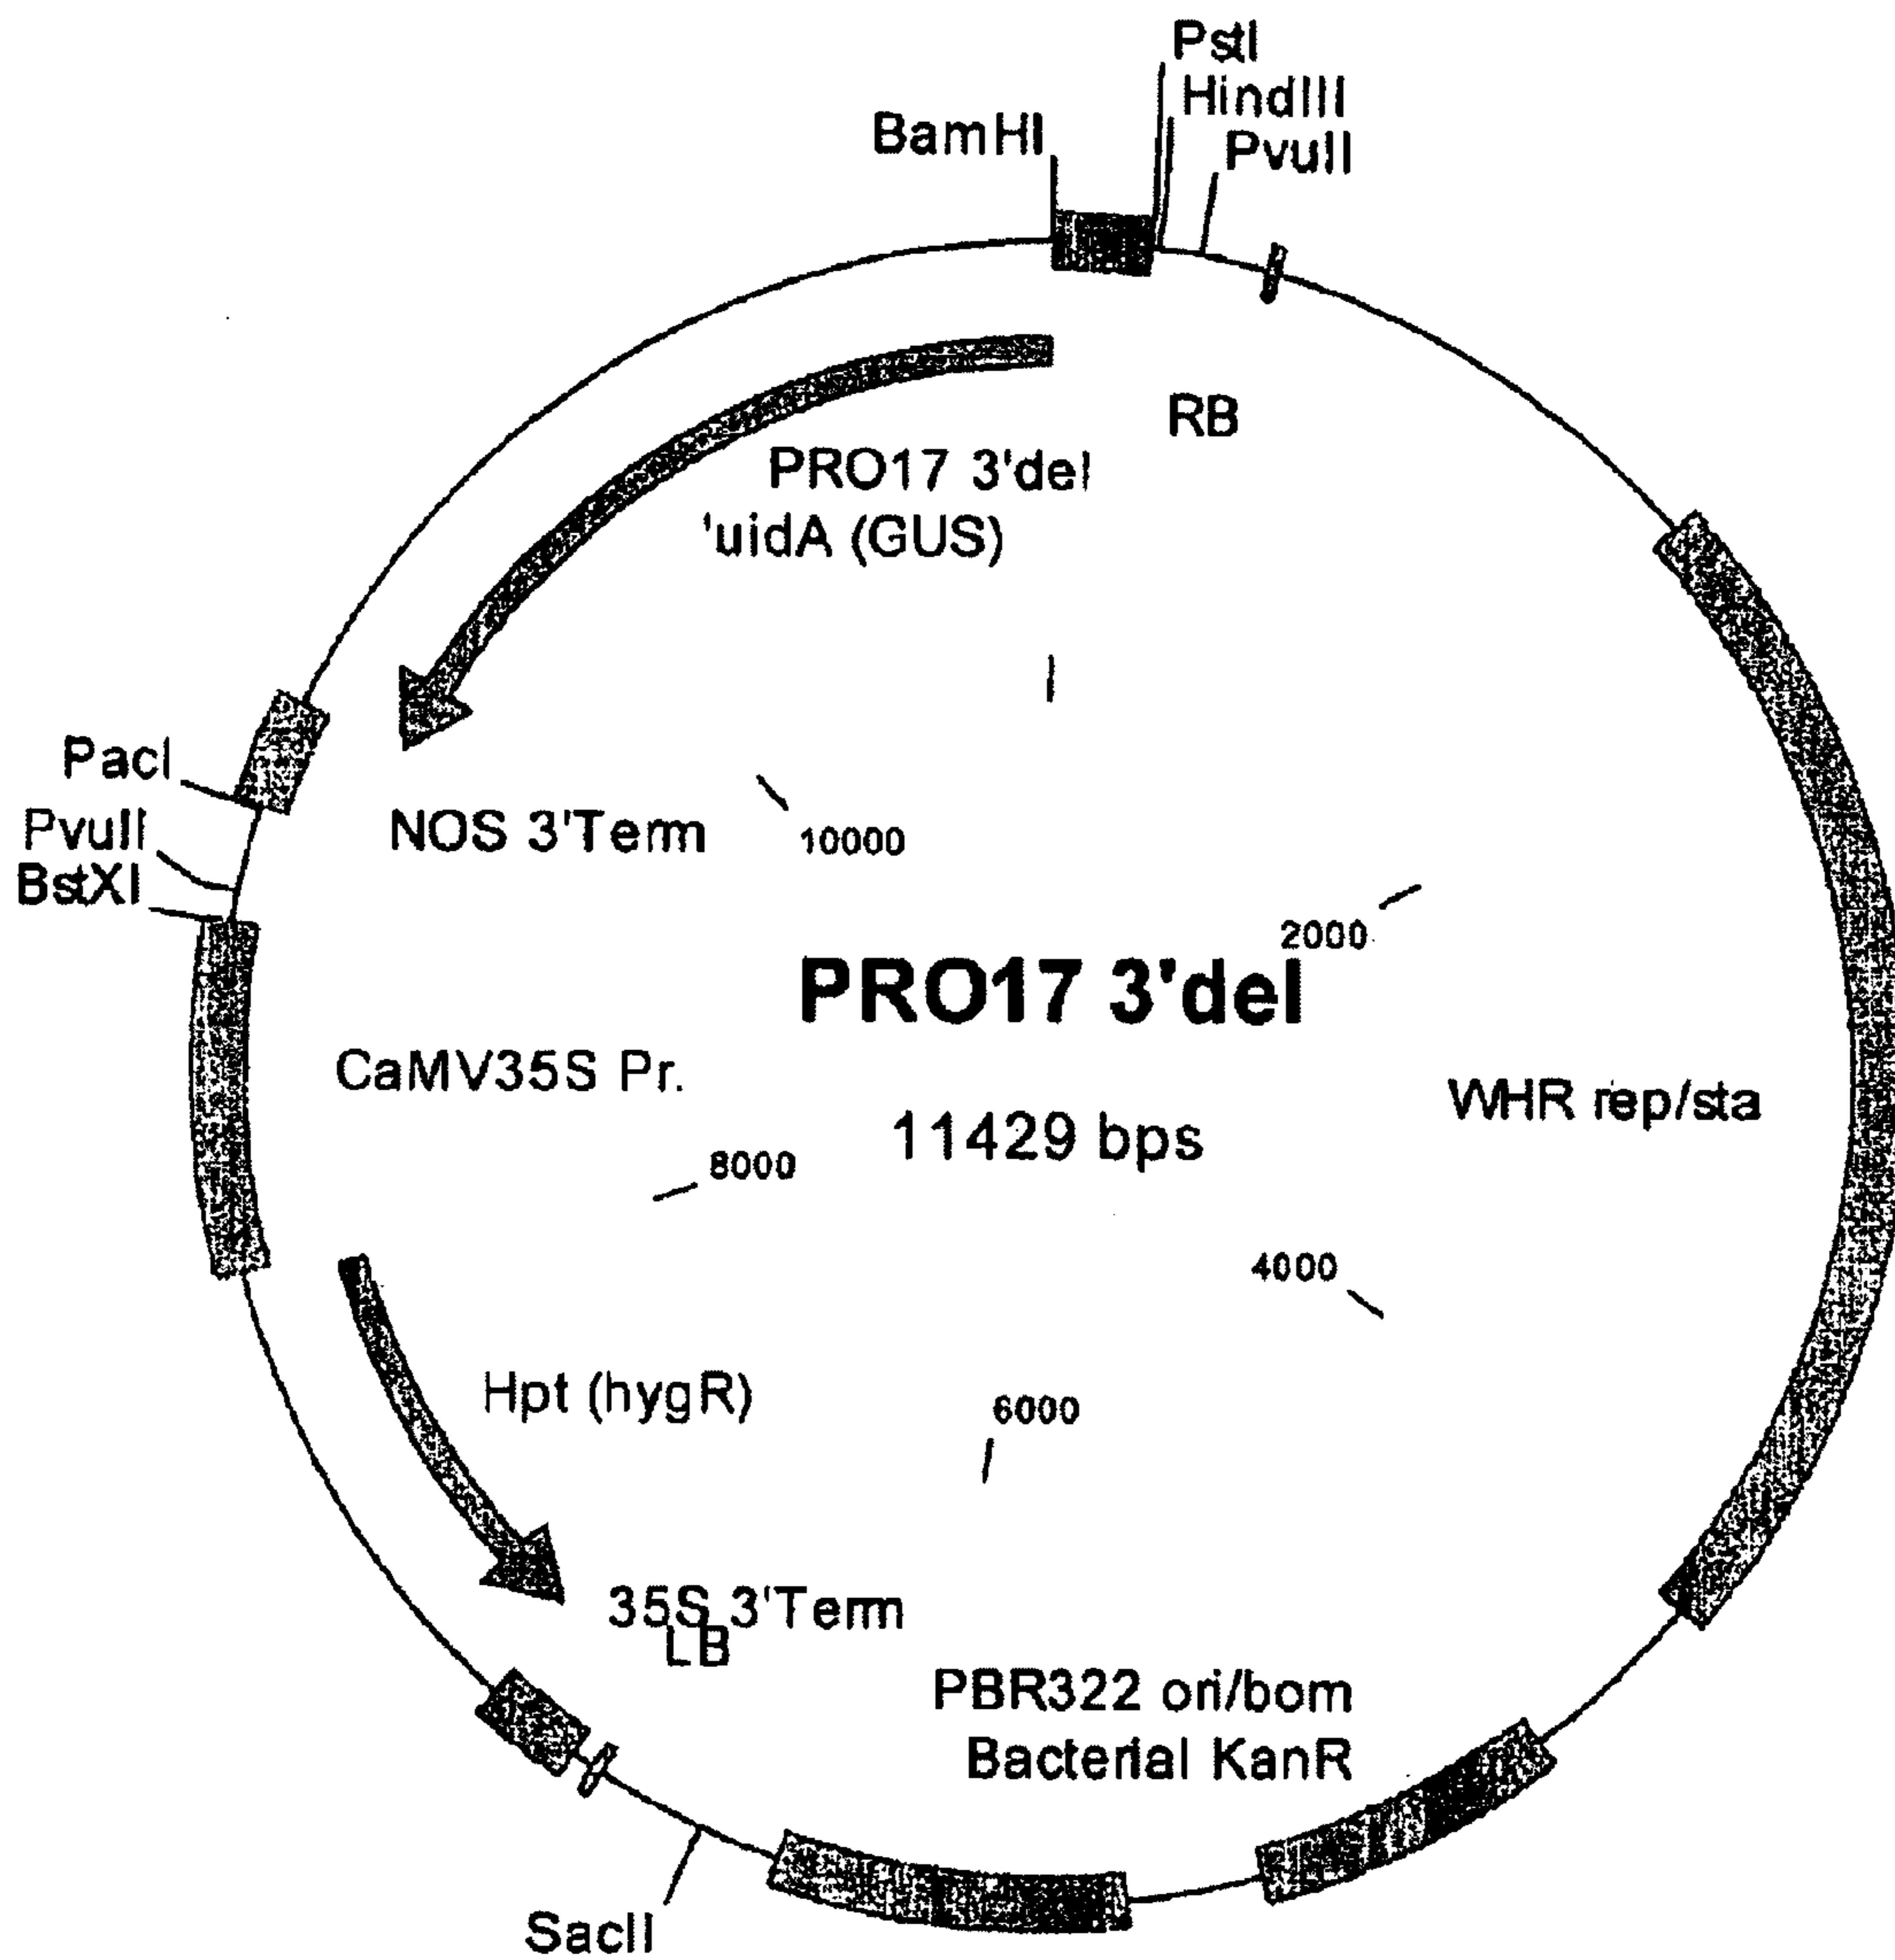 PstI
HindIII
BamHI
PvuII
RB
PRO17 3'del
'uidA (GUS)
PacI
NOS 3'Term
PvuII
10000
BstXI
2000
PRO17 3'del
CaMV35S Pr.
WHR rep/sta
11429 bps
8000
4000
Hpt (hygR)
6000
35S 3'Term
LB
PBR322 ori/bom
Bacterial KanR
SacII